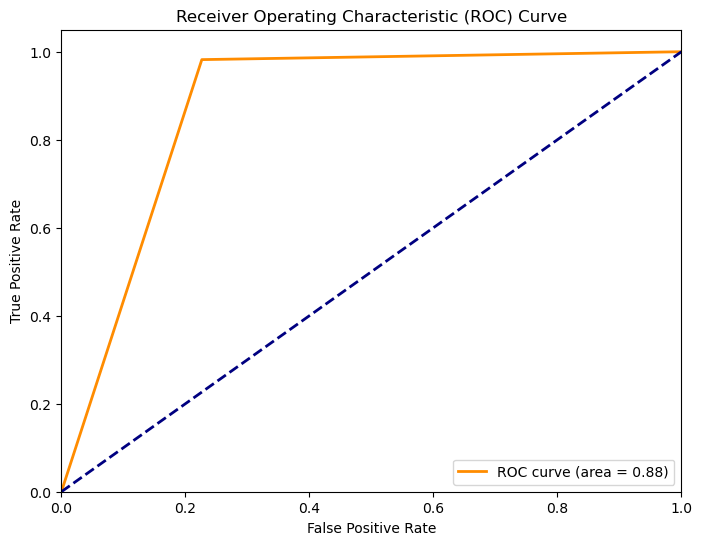 Receiver Operating Characteristic (ROC) Curve
1.0
0.8
0.6
0.4
0.2
0.0
True Positive Rate
ROC curve (area = 0.88)
0.0 0.2 0.4 0.6 0.8 1.0
False Positive Rate